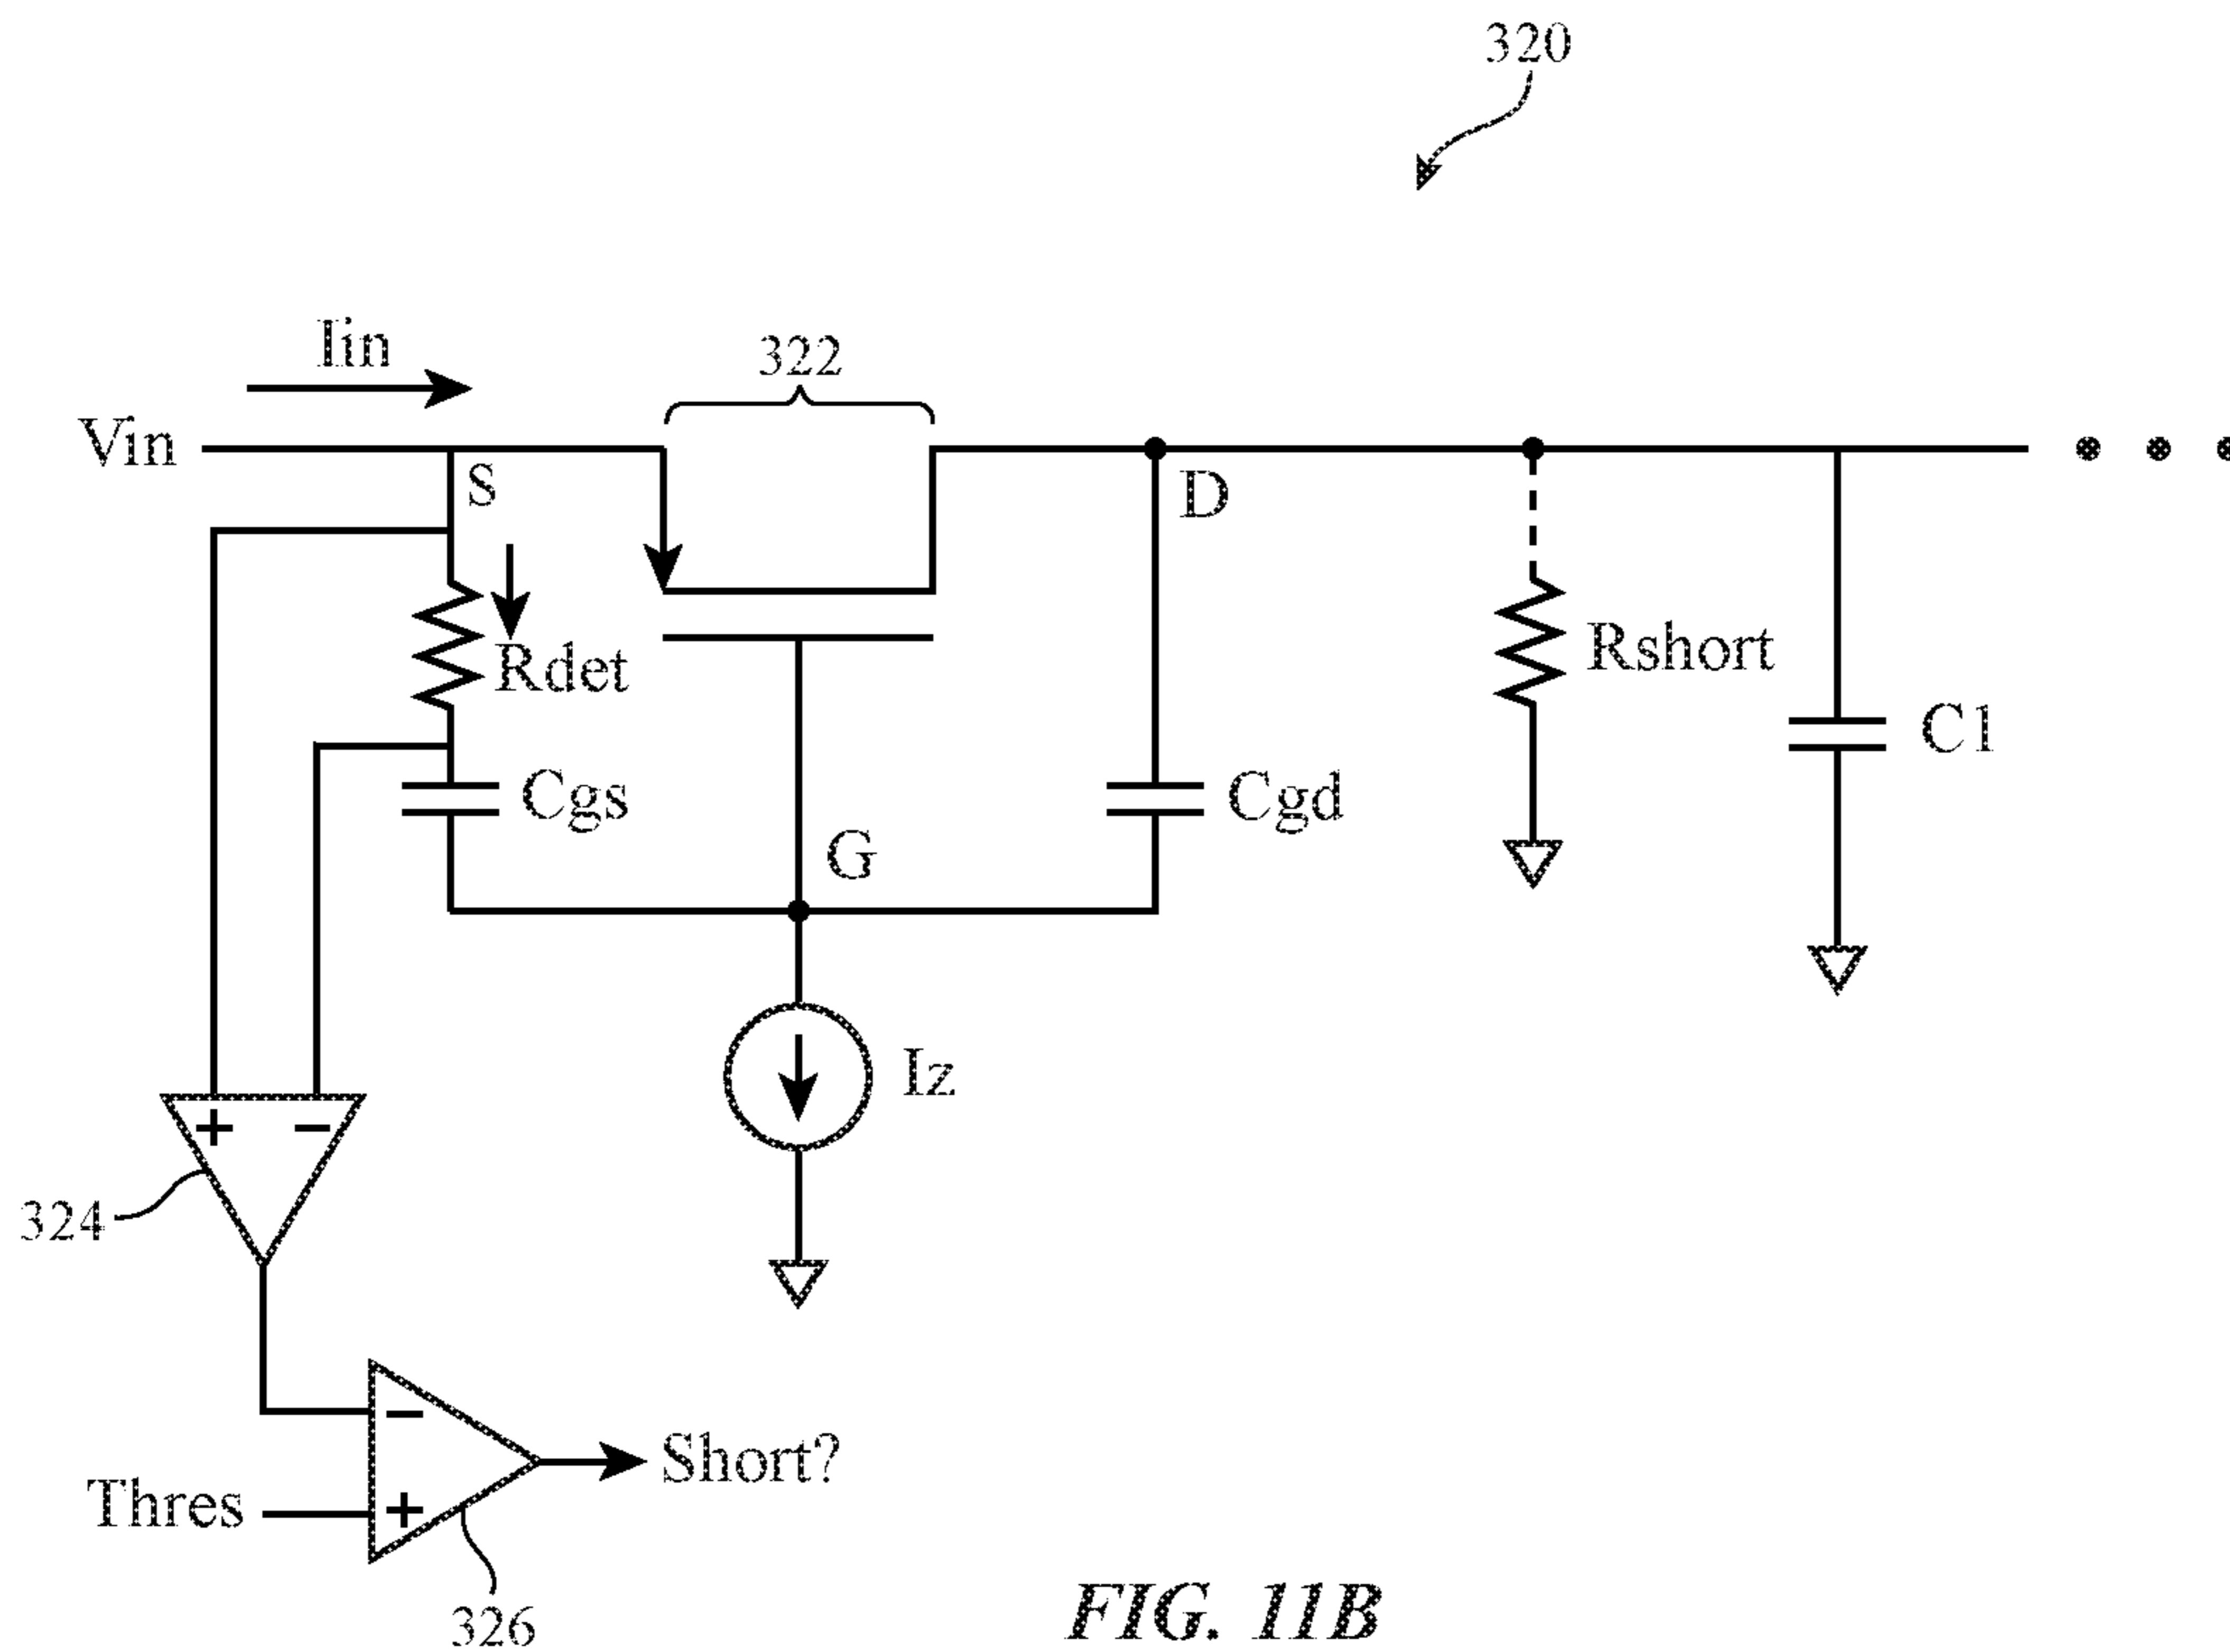 320
Iin
322
Vin
S
D
Rdet
Rshort
Cgs
Cgd
C1
G
Iz
+ −
324
−
Short?
Thres
+
326
FIG. 11B